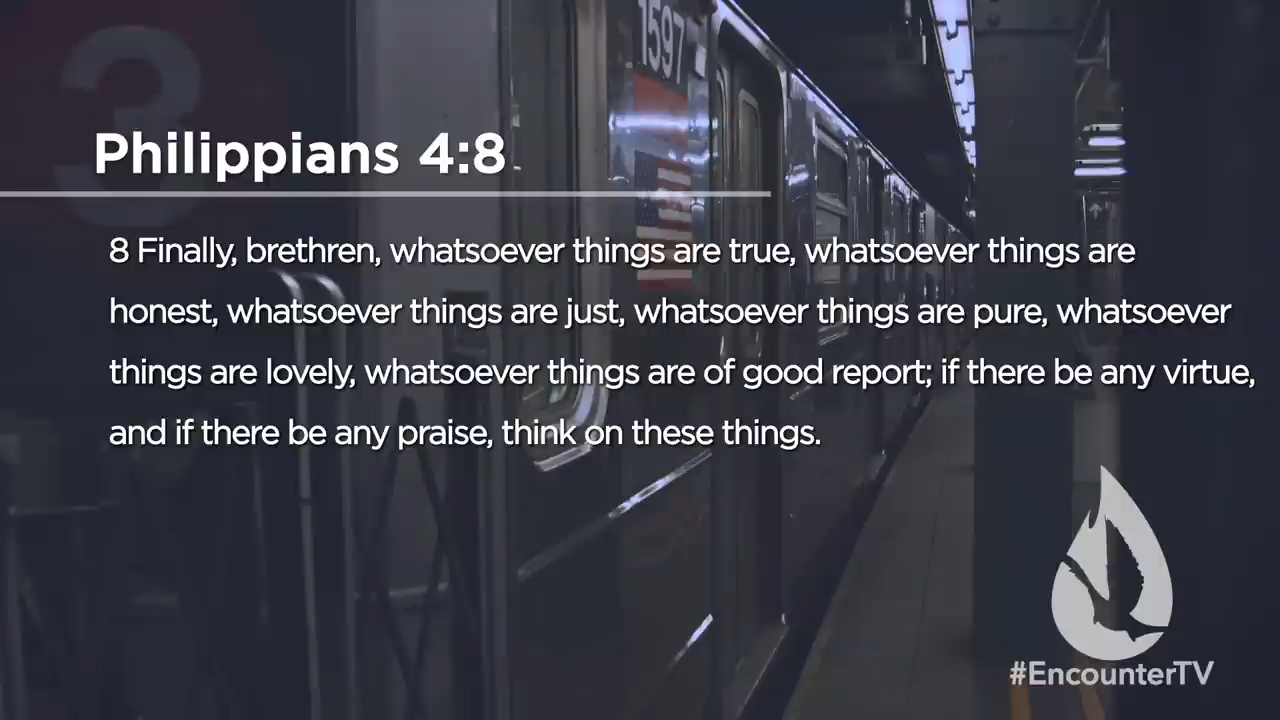 3
1597
Philippians 4:8
8 Finally, brethren, whatsoever things are true, whatsoever things are
honest, whatsoever things are just, whatsoever things are pure, whatsoever
things are lovely, whatsoever things are of good report; if there be any virtue,
and if there be any praise, think on these things.
#EncounterTV